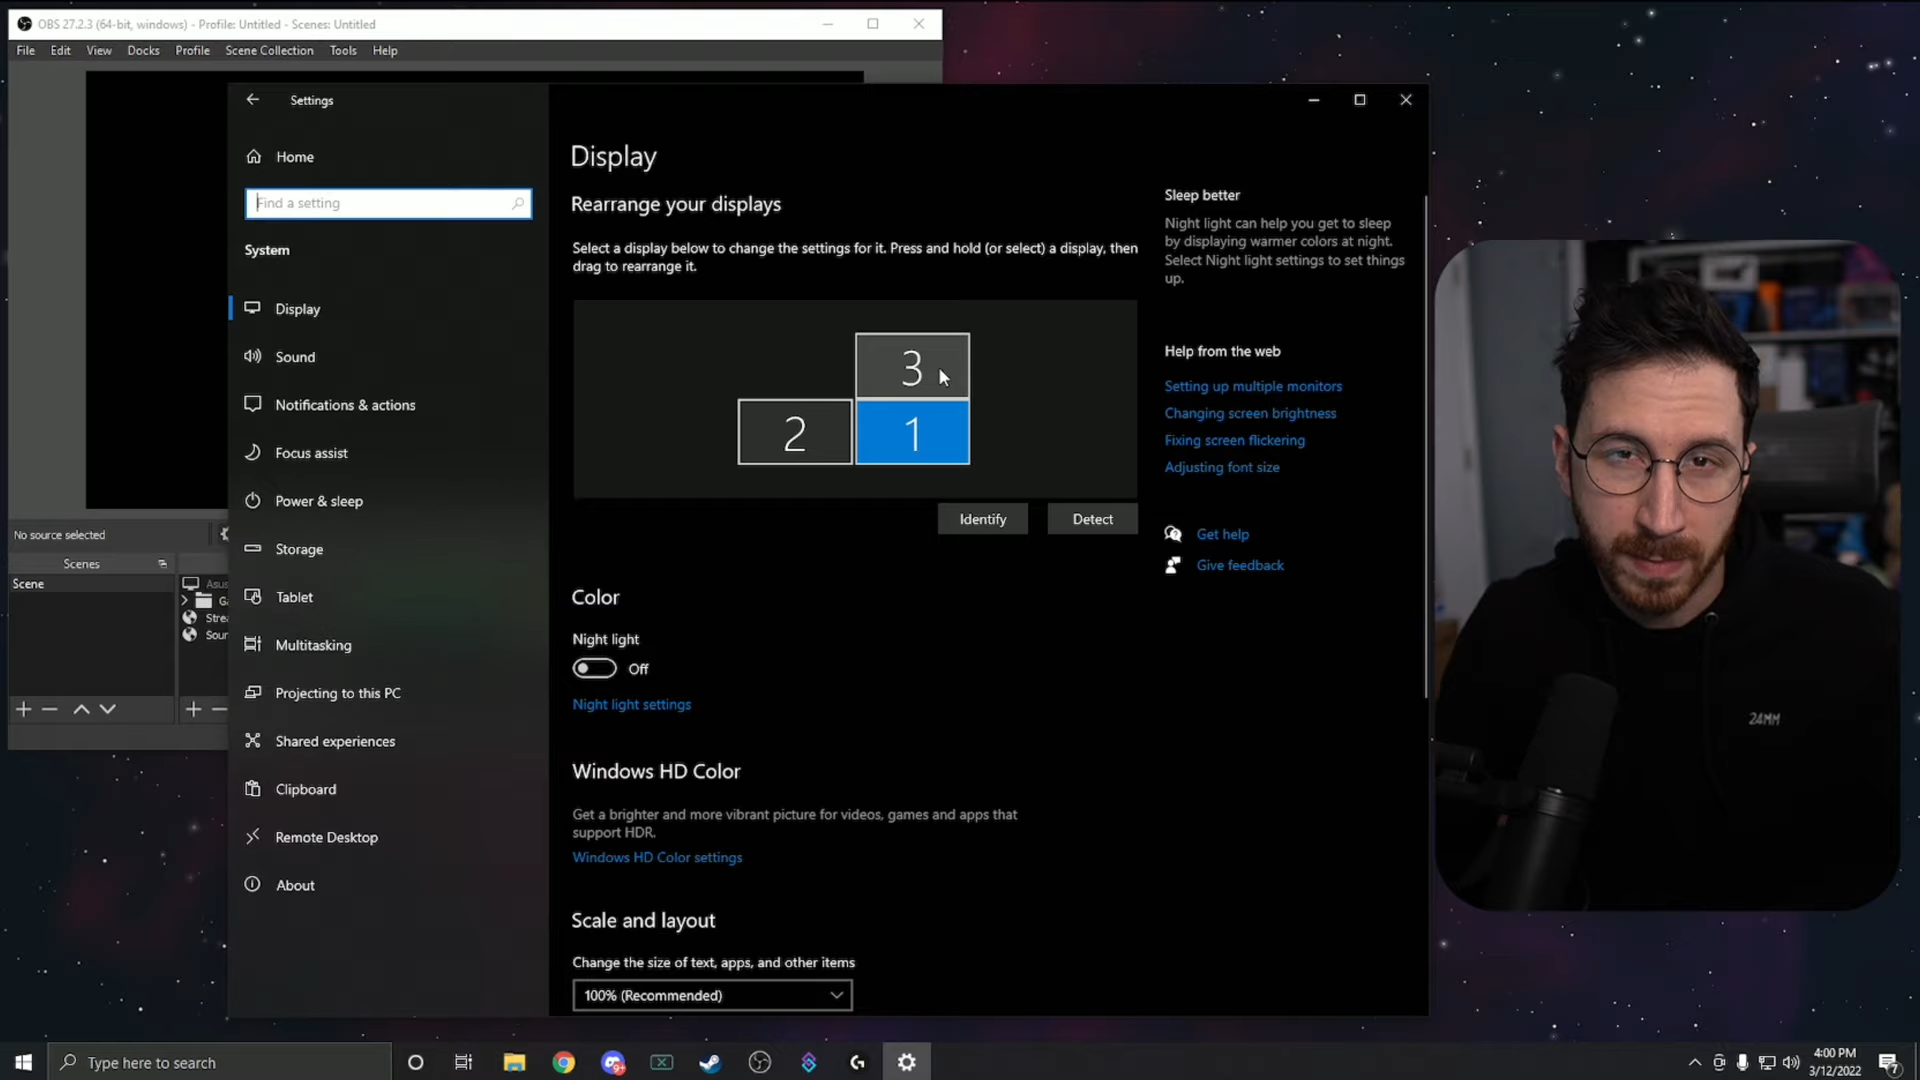 OBS 27.2.3 (64-bit, windows) - Profile: Untitled - Scenes: Untitled
File Edit View Docks Profile Scene Collection Tools Help
Settings
Home
Find a setting
System
Display
Sound
Notifications & actions
Focus assist
Power & sleep
Storage
Tablet
Multitasking
Projecting to this PC
Shared experiences
Clipboard
Remote Desktop
About
Display
Rearrange your displays
Select a display below to change the settings for it. Press and hold (or select) a display, then
drag to rearrange it.
3
2 1
Identify Detect
Color
Night light
Off
Night light settings
Windows HD Color
Get a brighter and more vibrant picture for videos, games and apps that
support HDR.
Windows HD Color settings
Scale and layout
Change the size of text, apps, and other items
100% (Recommended)
Sleep better
Night light can help you get to sleep
by displaying warmer colors at night.
Select Night light settings to set things
up.
Help from the web
Setting up multiple monitors
Changing screen brightness
Fixing screen flickering
Adjusting font size
Get help
Give feedback
No source selected
Scenes
Scene
Asus
Stre
Sour
24MM
Type here to search
9+
4:00 PM
3/12/2022
7